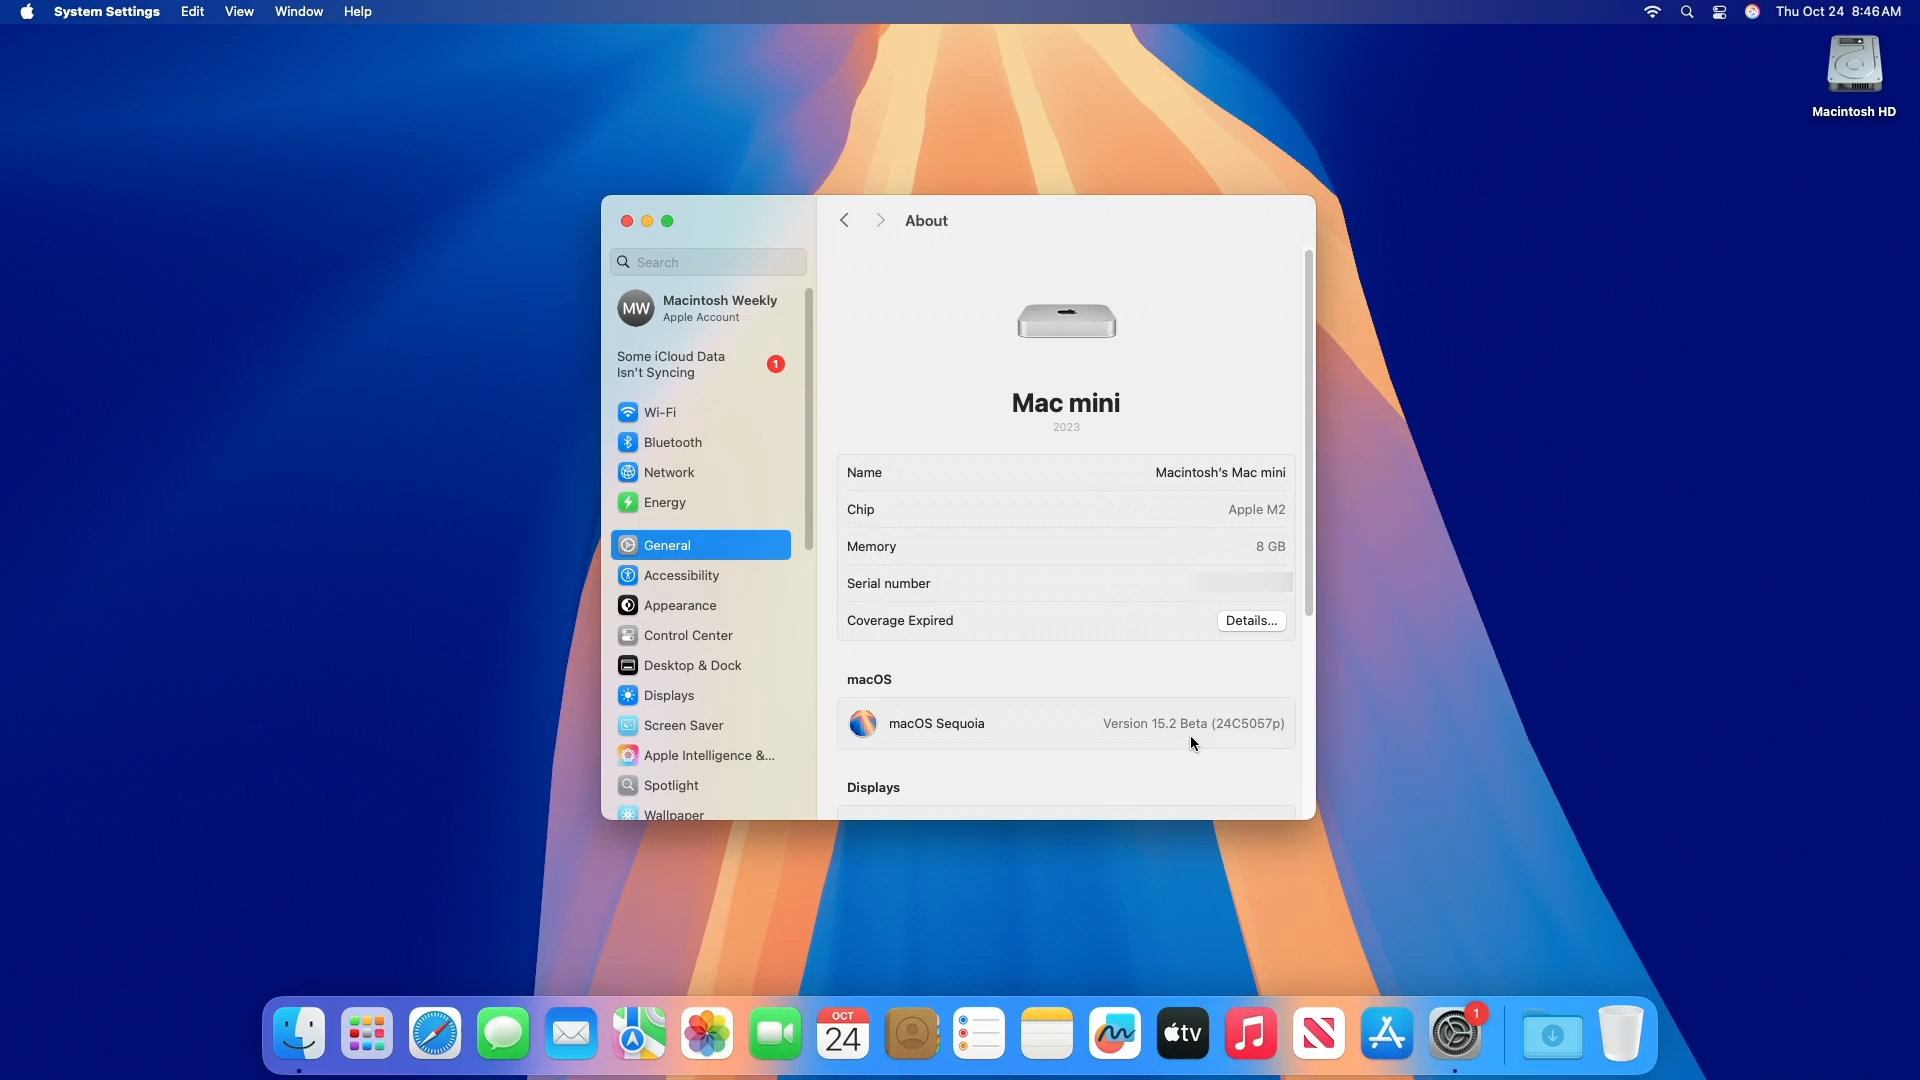 System Settings Edit View Window Help Thu Oct 24 8:46 AM
Macintosh HD
About
Search
MW
Macintosh Weekly
Apple Account
Some iCloud Data
Isn't Syncing
1
Wi-Fi
Bluetooth
Network
Energy
General
Accessibility
Appearance
Control Center
Desktop & Dock
Displays
Screen Saver
Apple Intelligence &...
Spotlight
Wallpaper
Mac mini
2023
Name Macintosh's Mac mini
Chip Apple M2
Memory 8 GB
Serial number
Coverage Expired Details...
macOS
macOS Sequoia Version 15.2 Beta (24C5057p)
Displays
OCT
24
tv
1